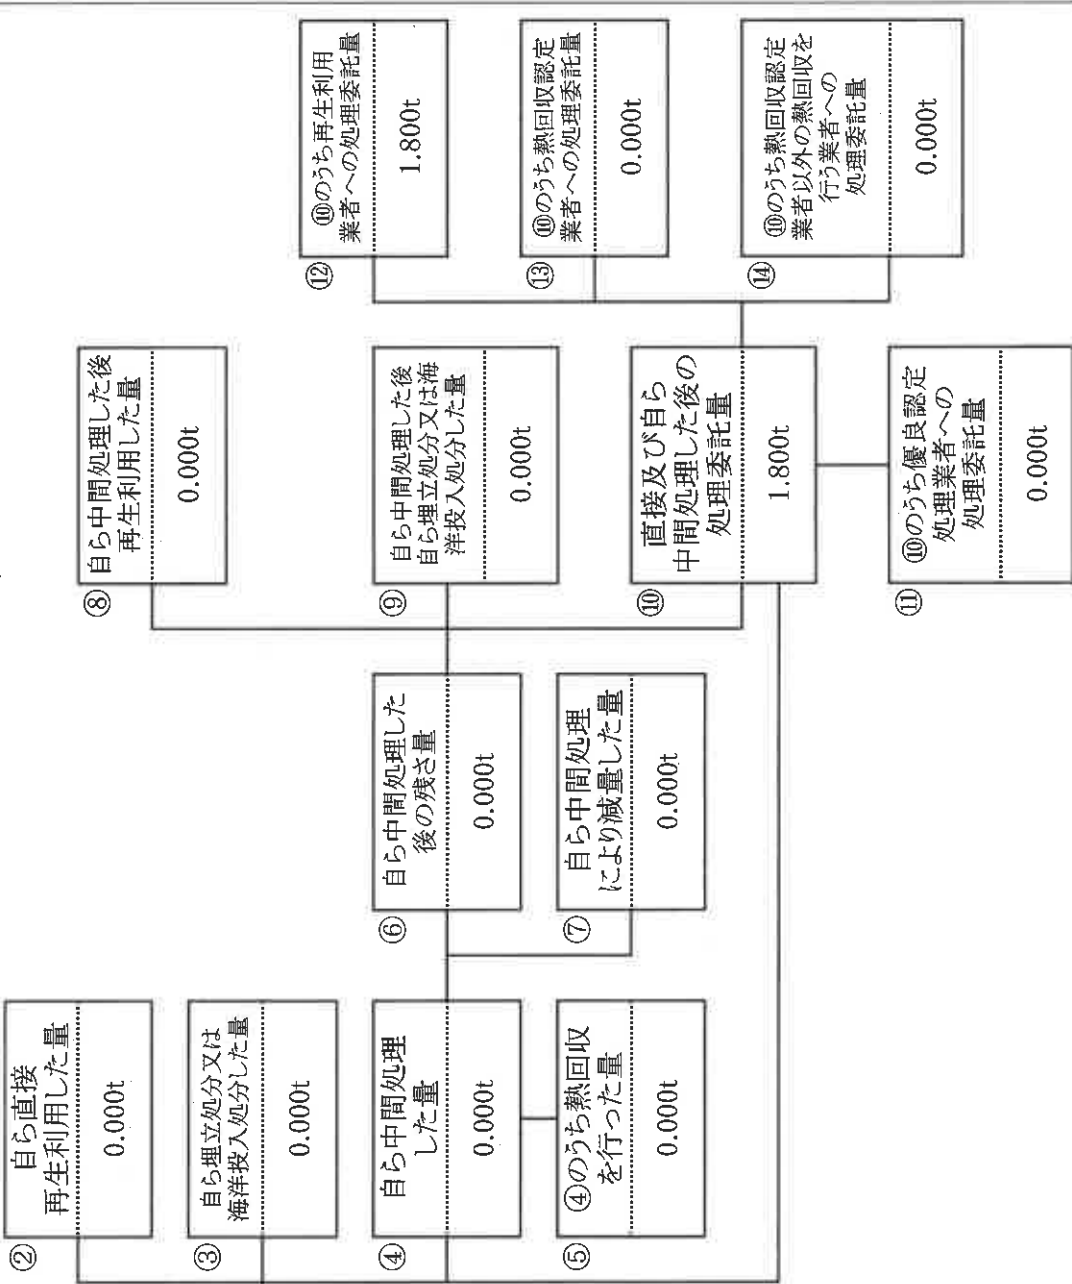 ②
自ら直接
再生利用した量
0.000t
③
自ら埋立処分又は
海洋投入処分した量
0.000t
④
自ら中間処理
した量
0.000t
⑤
④のうち熱回収
を行った量
0.000t
⑥
自ら中間処理した
後の残さ量
0.000t
⑦
自ら中間処理
により減量した量
0.000t
⑧
自ら中間処理した後
再生利用した量
0.000t
⑨
自ら中間処理した後
自ら埋立処分又は海
洋投入処分した量
0.000t
⑩
直接及び自ら
中間処理した後の
処理委託量
1.800t
⑪
⑩のうち優良認定
処理業者への
処理委託量
0.000t
⑫
⑩のうち再生利用
業者への処理委託量
1.800t
⑬
⑩のうち熱回収認定
業者への処理委託量
0.000t
⑭
⑩のうち熱回収認定
業者以外の熱回収を
行う業者への
処理委託量
0.000t